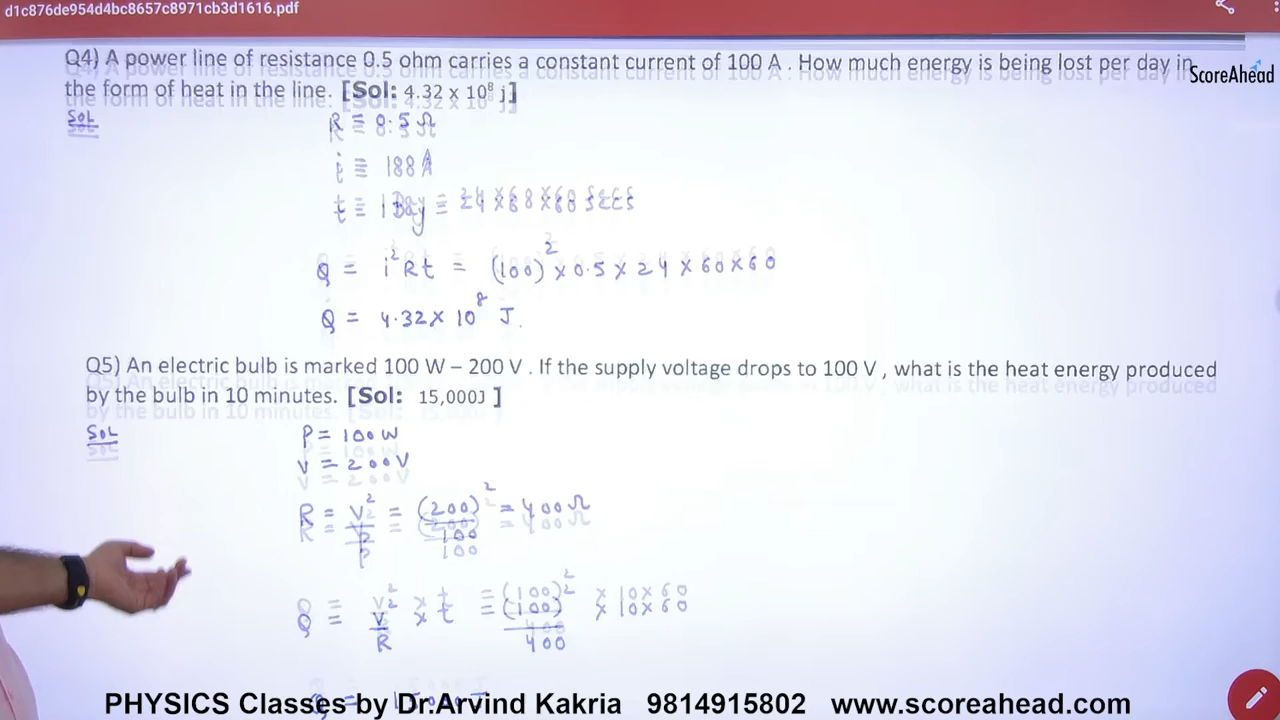 d1c876de954d4bc8657c8971cb3d1616.pdf
Q4) A power line of resistance 0.5 ohm carries a constant current of 100 A . How much energy is being lost per day in
ScoreAhead
the form of heat in the line. [Sol: 4.32 x 10⁸ j]
SOL
R = 0.5 Ω
i = 100 A
t = 1 Day = 24 × 60 × 60 Secs
Q = i²Rt = (100)² × 0.5 × 24 × 60 × 60
Q = 4.32 × 10⁸ J.
Q5) An electric bulb is marked 100 W – 200 V . If the supply voltage drops to 100 V , what is the heat energy produced
by the bulb in 10 minutes. [Sol: 15,000J ]
SOL
P = 100 W
V = 200 V
R = V²/P = (200)²/100 = 400 Ω
Q = V²/R × t = (100)²/400 × 10 × 60
PHYSICS Classes by Dr.Arvind Kakria 9814915802 www.scoreahead.com